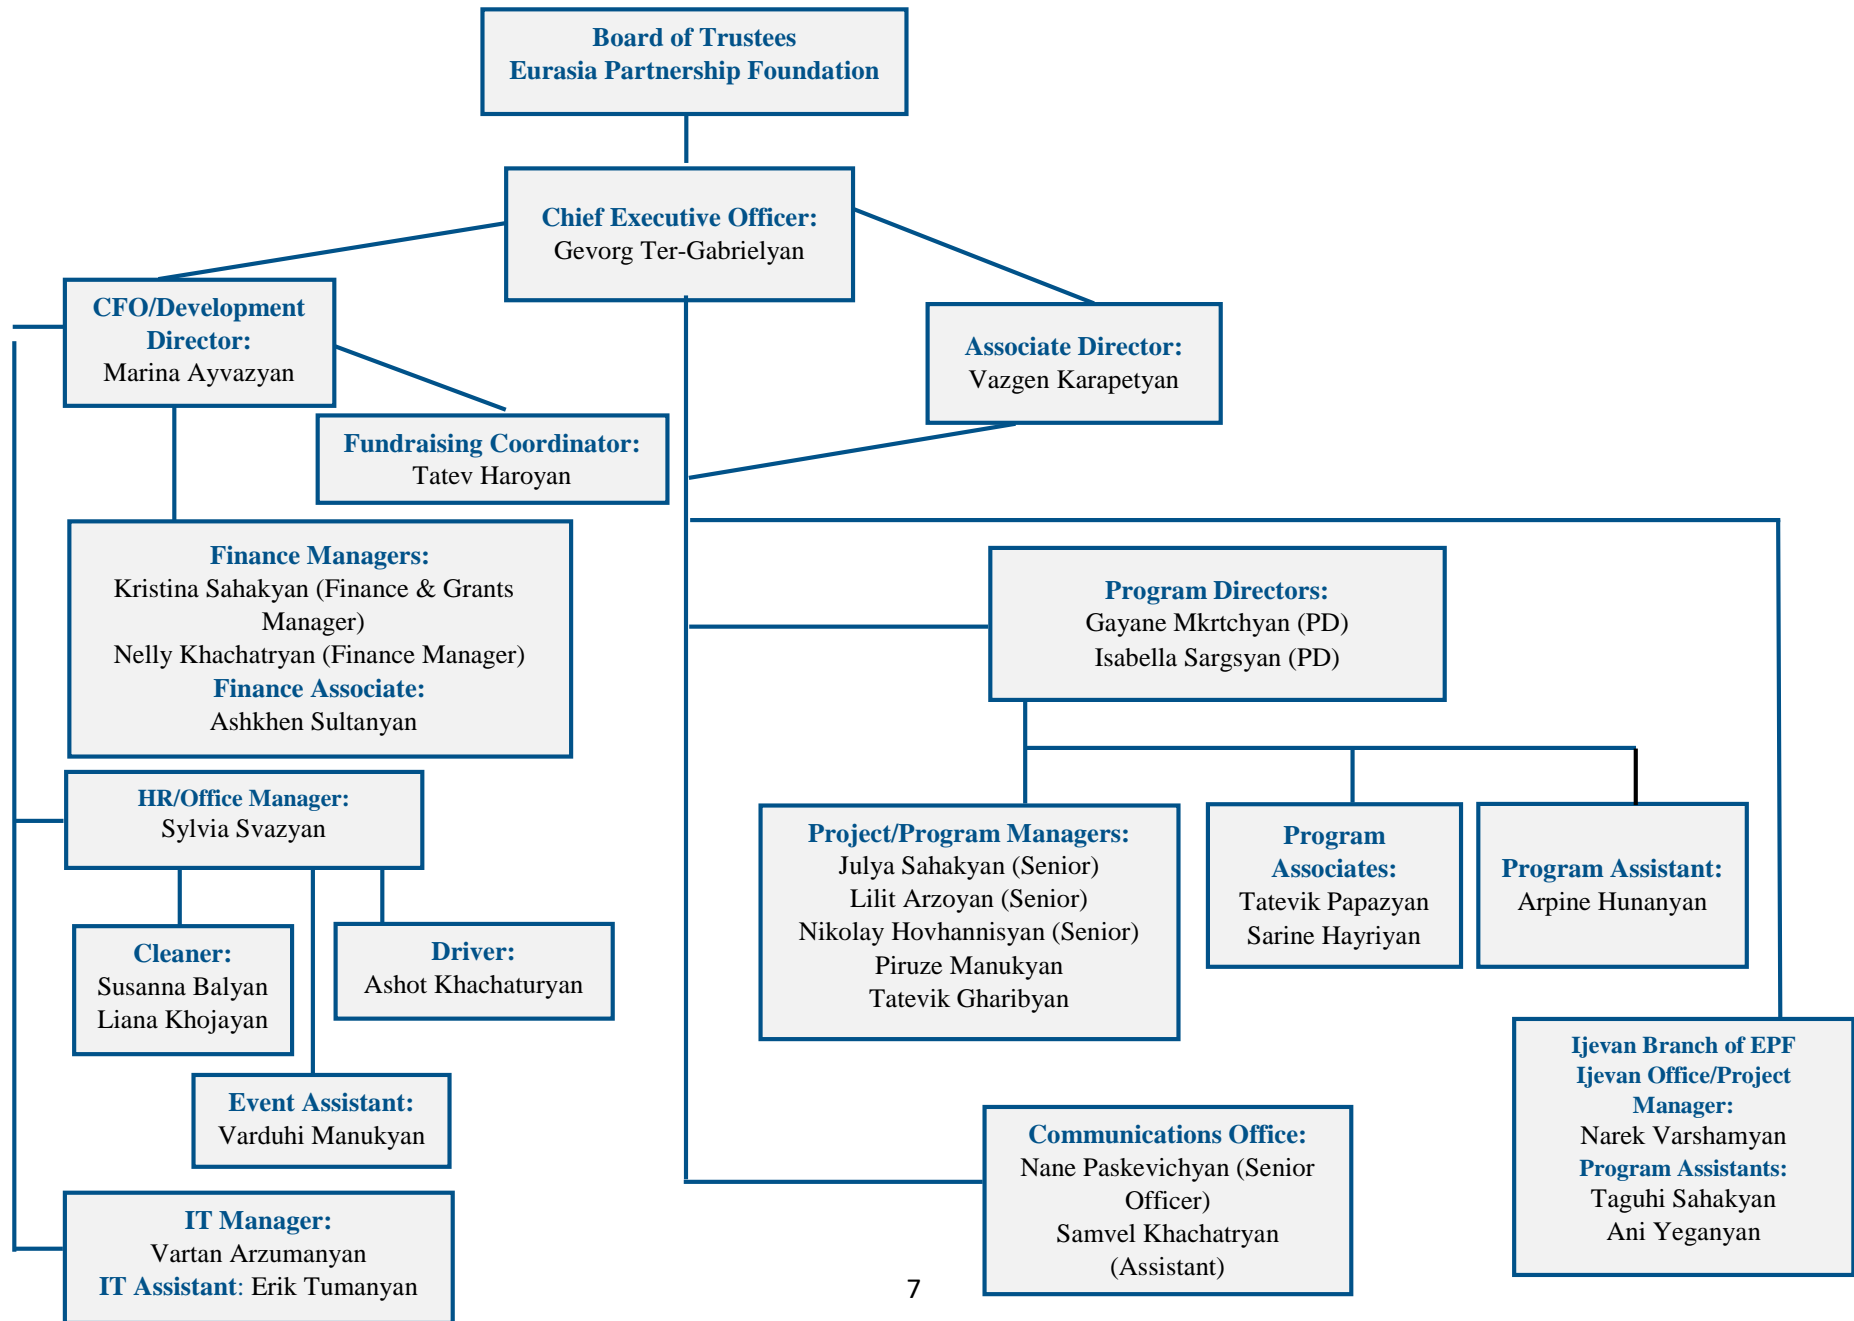 Board of Trustees
Eurasia Partnership Foundation
Chief Executive Officer:
Gevorg Ter-Gabrielyan
CFO/Development
Director:
Marina Ayvazyan
Associate Director:
Vazgen Karapetyan
Fundraising Coordinator:
Tatev Haroyan
Finance Managers:
Kristina Sahakyan (Finance & Grants
Manager)
Nelly Khachatryan (Finance Manager)
Finance Associate:
Ashkhen Sultanyan
Program Directors:
Gayane Mkrtchyan (PD)
Isabella Sargsyan (PD)
HR/Office Manager:
Sylvia Svazyan
Project/Program Managers:
Julya Sahakyan (Senior)
Lilit Arzoyan (Senior)
Nikolay Hovhannisyan (Senior)
Piruze Manukyan
Tatevik Gharibyan
Program
Associates:
Tatevik Papazyan
Sarine Hayriyan
Program Assistant:
Arpine Hunanyan
Cleaner:
Susanna Balyan
Liana Khojayan
Driver:
Ashot Khachaturyan
Event Assistant:
Varduhi Manukyan
Ijevan Branch of EPF
Ijevan Office/Project
Manager:
Narek Varshamyan
Program Assistants:
Taguhi Sahakyan
Ani Yeganyan
Communications Office:
Nane Paskevichyan (Senior
Officer)
Samvel Khachatryan
(Assistant)
IT Manager:
Vartan Arzumanyan
IT Assistant: Erik Tumanyan
7